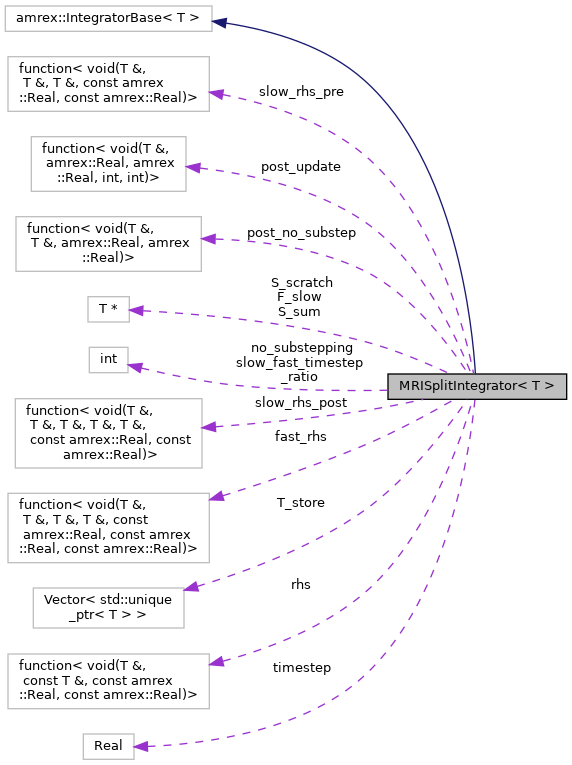 amrex::IntegratorBase< T >
function< void(T &,
T &, T &, const amrex
::Real, const amrex::Real)>
slow_rhs_pre
function< void(T &,
amrex::Real, amrex
::Real, int, int)>
post_update
function< void(T &,
T &, amrex::Real, amrex
::Real)>
post_no_substep
T *
S_scratch
F_slow
S_sum
int
no_substepping
slow_fast_timestep
_ratio
MRISplitIntegrator< T >
function< void(T &,
T &, T &, T &, T &,
const amrex::Real, const
amrex::Real)>
slow_rhs_post
fast_rhs
function< void(T &,
T &, T &, T &, const
amrex::Real, const amrex
::Real, const amrex::Real)>
T_store
Vector< std::unique
_ptr< T > >
rhs
function< void(T &,
const T &, const amrex
::Real, const amrex::Real)>
timestep
Real